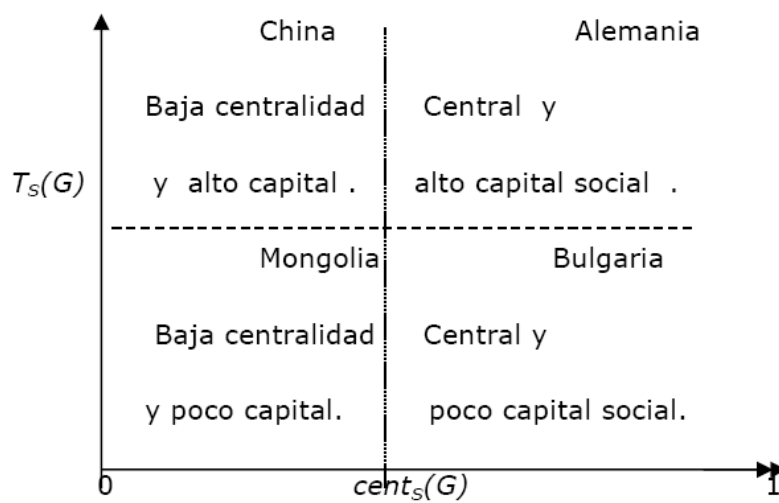 China Alemania
Baja centralidad Central y
T_S(G) y alto capital . alto capital social .
Mongolia Bulgaria
Baja centralidad Central y
y poco capital. poco capital social.
0 cent_S(G) 1